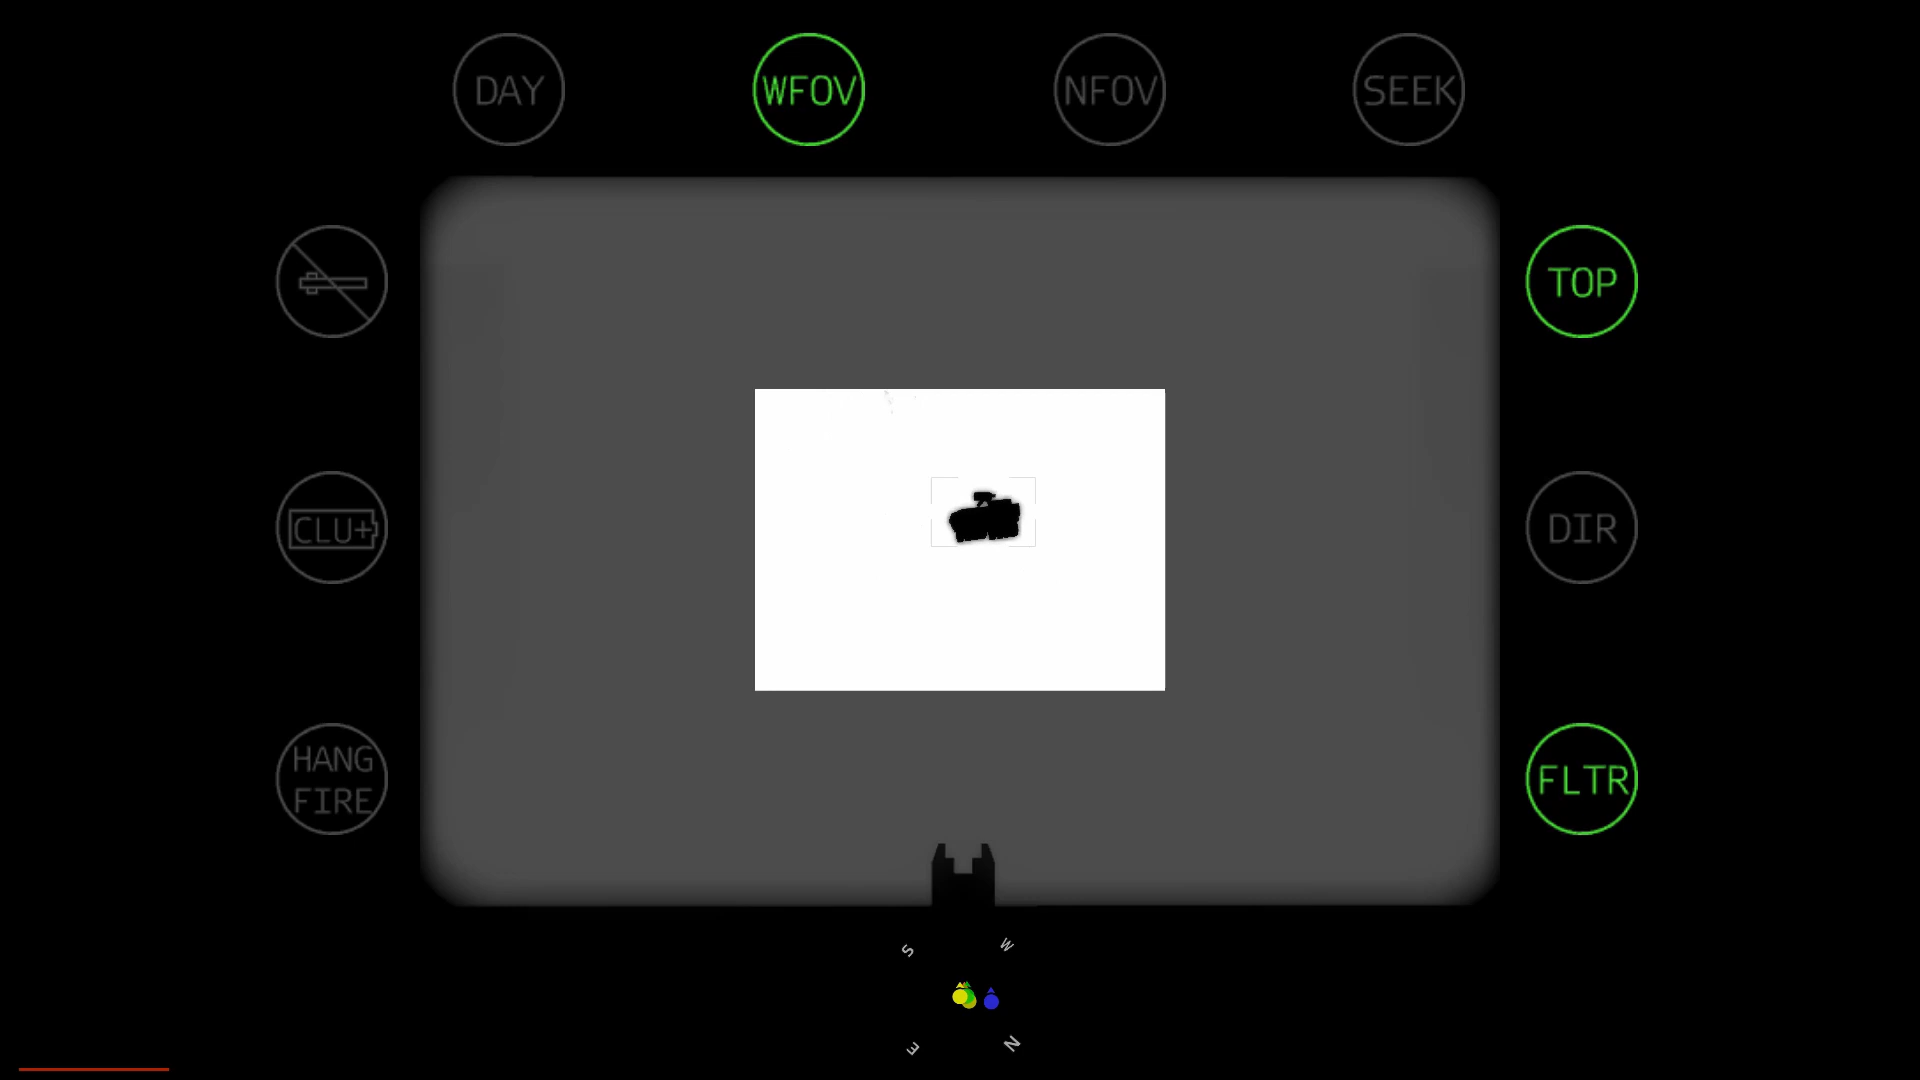 DAY
WFOV
NFOV
SEEK
TOP
CLU+
DIR
HANG
FIRE
FLTR
S
W
E
N